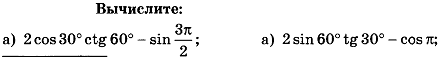 Вычислите:
а) 2 cos 30° ctg 60° − sin 3π/2; а) 2 sin 60° tg 30° − cos π;